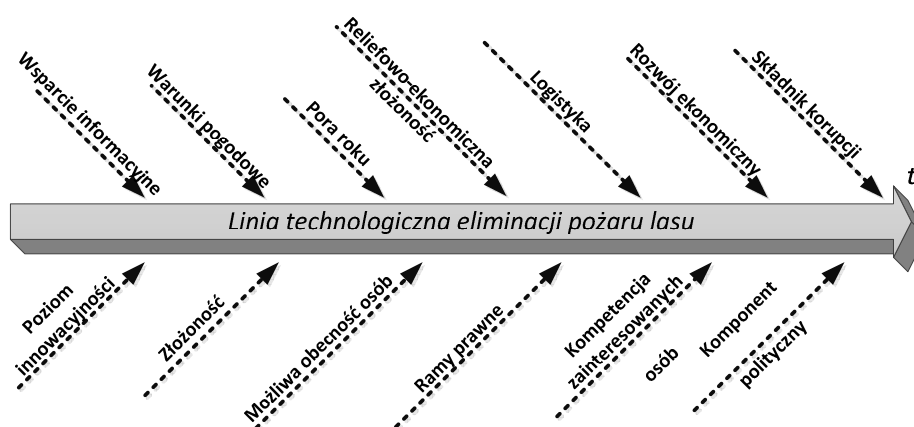 Wsparcie informacyjne
Warunki pogodowe
Pora roku
Reliefowo-ekonomiczna
złożoność
Logistyka
Rozwój ekonomiczny
Składnik korupcji
t
Linia technologiczna eliminacji pożaru lasu
Poziom
innowacyjności
Złożoność
Możliwa obecność osób
Ramy prawne
Kompetencja
zainteresowanych
osób
Komponent
polityczny